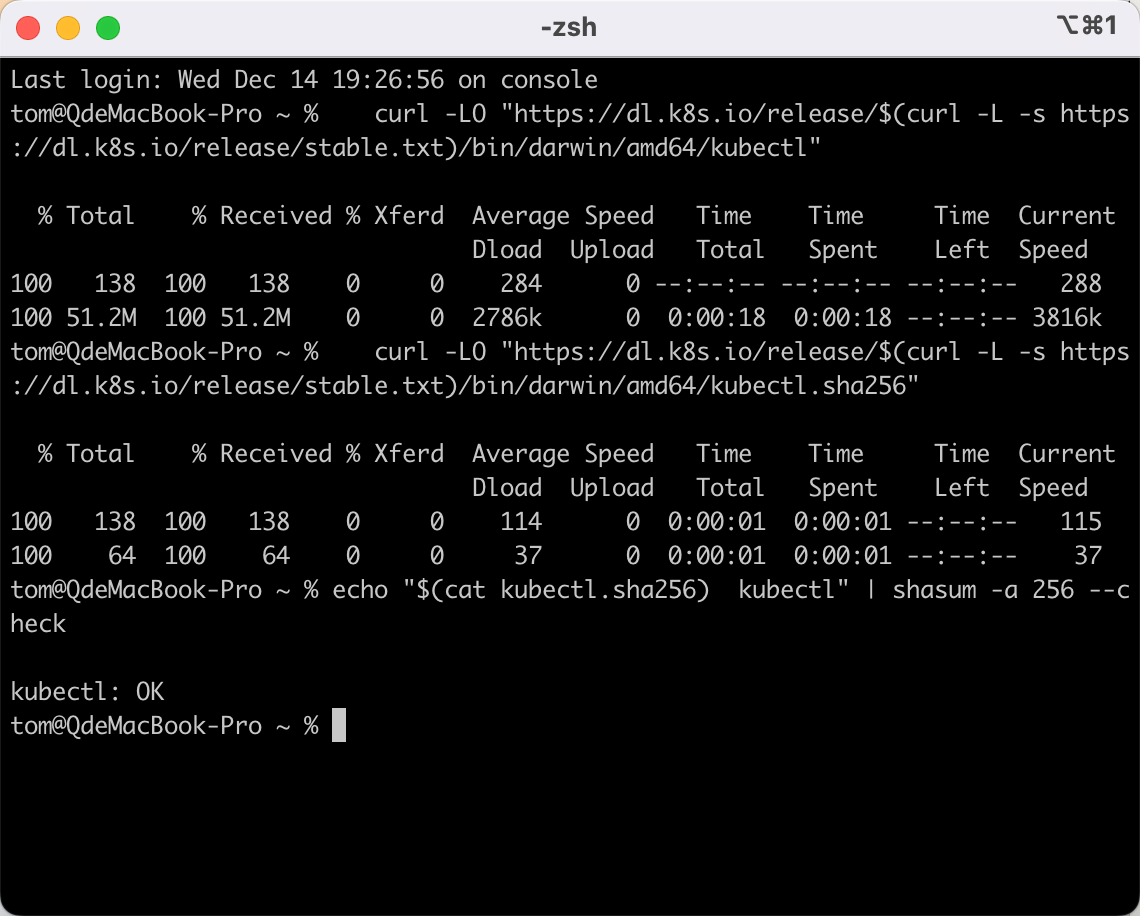 -zsh
⌥⌘1
Last login: Wed Dec 14 19:26:56 on console
tom@QdeMacBook-Pro ~ %    curl -LO "https://dl.k8s.io/release/$(curl -L -s https
://dl.k8s.io/release/stable.txt)/bin/darwin/amd64/kubectl"
  % Total    % Received % Xferd  Average Speed   Time    Time     Time  Current
                                 Dload  Upload   Total   Spent    Left  Speed
100   138  100   138    0     0    284      0 --:--:-- --:--:-- --:--:--   288
100 51.2M  100 51.2M    0     0  2786k      0  0:00:18  0:00:18 --:--:-- 3816k
tom@QdeMacBook-Pro ~ %    curl -LO "https://dl.k8s.io/release/$(curl -L -s https
://dl.k8s.io/release/stable.txt)/bin/darwin/amd64/kubectl.sha256"
  % Total    % Received % Xferd  Average Speed   Time    Time     Time  Current
                                 Dload  Upload   Total   Spent    Left  Speed
100   138  100   138    0     0    114      0  0:00:01  0:00:01 --:--:--   115
100    64  100    64    0     0     37      0  0:00:01  0:00:01 --:--:--    37
tom@QdeMacBook-Pro ~ % echo "$(cat kubectl.sha256)  kubectl" | shasum -a 256 --c
heck
kubectl: OK
tom@QdeMacBook-Pro ~ %